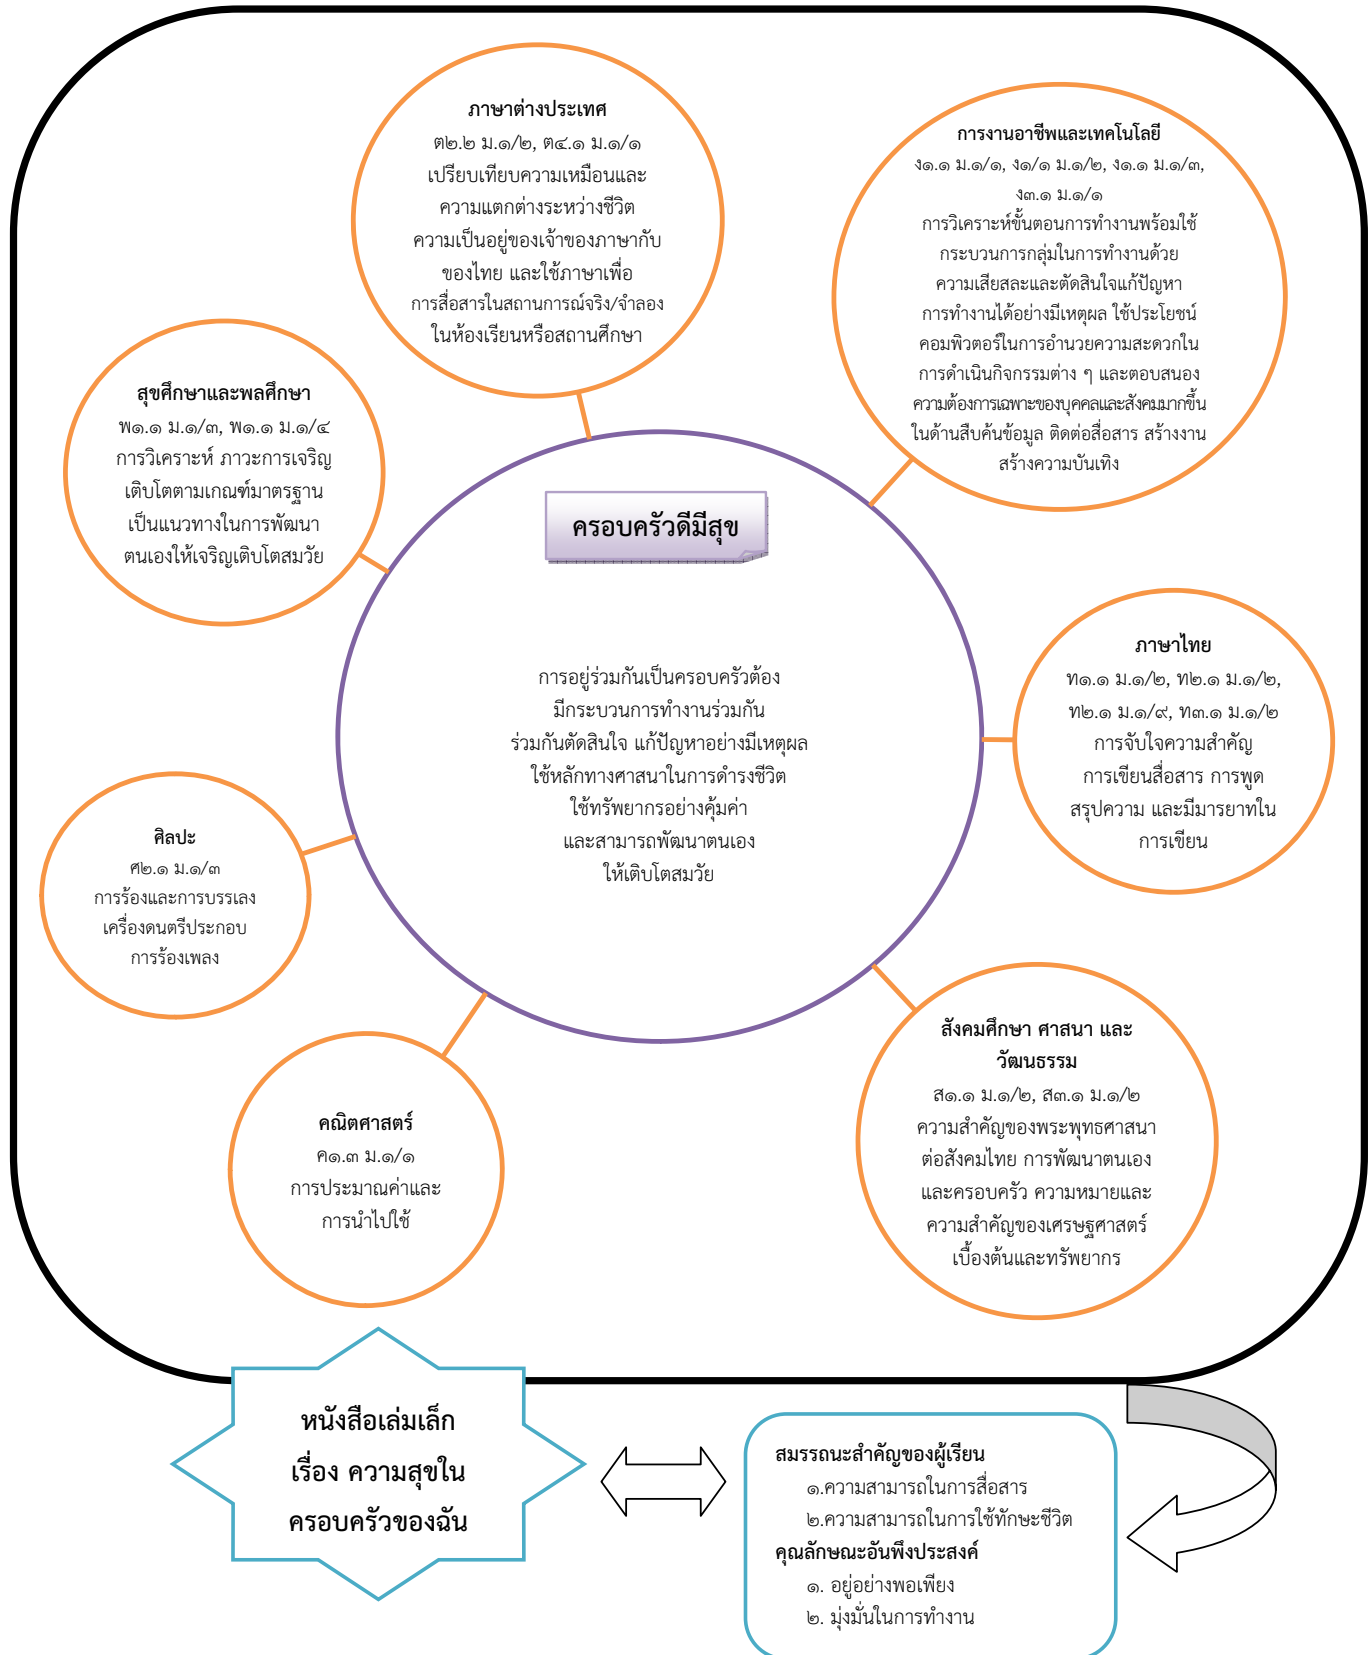 ภาษาต่างประเทศ
ต๒.๒ ม.๑/๒, ต๔.๑ ม.๑/๑
เปรียบเทียบความเหมือนและ
ความแตกต่างระหว่างชีวิต
ความเป็นอยู่ของเจ้าของภาษากับ
ของไทย และใช้ภาษาเพื่อ
การสื่อสารในสถานการณ์จริง/จำลอง
ในห้องเรียนหรือสถานศึกษา
การงานอาชีพและเทคโนโลยี
ง๑.๑ ม.๑/๑, ง๑/๑ ม.๑/๒, ง๑.๑ ม.๑/๓,
ง๓.๑ ม.๑/๑
การวิเคราะห์ขั้นตอนการทำงานพร้อมใช้
กระบวนการกลุ่มในการทำงานด้วย
ความเสียสละและตัดสินใจแก้ปัญหา
การทำงานได้อย่างมีเหตุผล ใช้ประโยชน์
คอมพิวตอร์ในการอำนวยความสะดวกใน
การดำเนินกิจกรรมต่าง ๆ และตอบสนอง
ความต้องการเฉพาะของบุคคลและสังคมมากขึ้น
ในด้านสืบค้นข้อมูล ติดต่อสื่อสาร สร้างงาน
สร้างความบันเทิง
สุขศึกษาและพลศึกษา
พ๑.๑ ม.๑/๓, พ๑.๑ ม.๑/๔
การวิเคราะห์ ภาวะการเจริญ
เติบโตตามเกณฑ์มาตรฐาน
เป็นแนวทางในการพัฒนา
ตนเองให้เจริญเติบโตสมวัย
ครอบครัวดีมีสุข
การอยู่ร่วมกันเป็นครอบครัวต้อง
มีกระบวนการทำงานร่วมกัน
ร่วมกันตัดสินใจ แก้ปัญหาอย่างมีเหตุผล
ใช้หลักทางศาสนาในการดำรงชีวิต
ใช้ทรัพยากรอย่างคุ้มค่า
และสามารถพัฒนาตนเอง
ให้เติบโตสมวัย
ภาษาไทย
ท๑.๑ ม.๑/๒, ท๒.๑ ม.๑/๒,
ท๒.๑ ม.๑/๙, ท๓.๑ ม.๑/๒
การจับใจความสำคัญ
การเขียนสื่อสาร การพูด
สรุปความ และมีมารยาทใน
การเขียน
ศิลปะ
ศ๒.๑ ม.๑/๓
การร้องและการบรรเลง
เครื่องดนตรีประกอบ
การร้องเพลง
สังคมศึกษา ศาสนา และ
วัฒนธรรม
ส๑.๑ ม.๑/๒, ส๓.๑ ม.๑/๒
ความสำคัญของพระพุทธศาสนา
ต่อสังคมไทย การพัฒนาตนเอง
และครอบครัว ความหมายและ
ความสำคัญของเศรษฐศาสตร์
เบื้องต้นและทรัพยากร
คณิตศาสตร์
ค๑.๓ ม.๑/๑
การประมาณค่าและ
การนำไปใช้
หนังสือเล่มเล็ก
เรื่อง ความสุขใน
ครอบครัวของฉัน
สมรรถนะสำคัญของผู้เรียน
๑.ความสามารถในการสื่อสาร
๒.ความสามารถในการใช้ทักษะชีวิต
คุณลักษณะอันพึงประสงค์
๑. อยู่อย่างพอเพียง
๒. มุ่งมั่นในการทำงาน